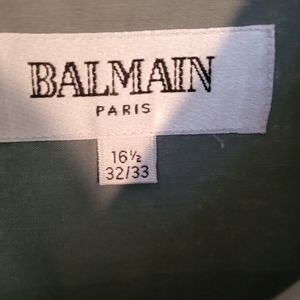 BALMAIN
PARIS
16½
32/33